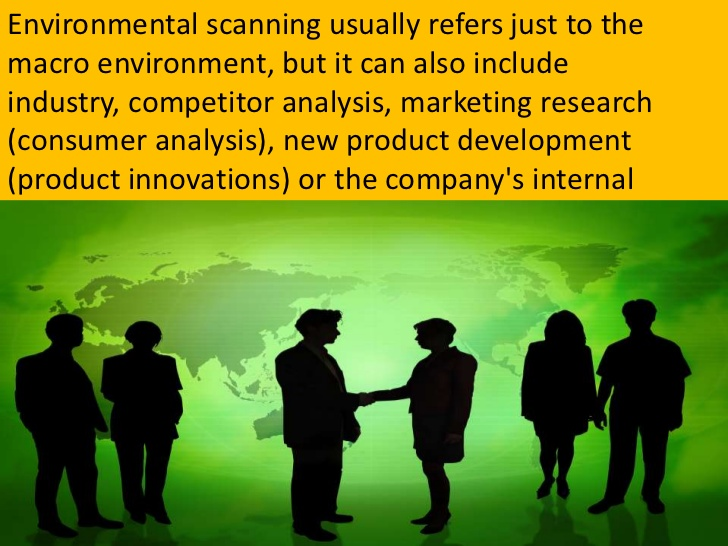 Environmental scanning usually refers just to the
macro environment, but it can also include
industry, competitor analysis, marketing research
(consumer analysis), new product development
(product innovations) or the company's internal